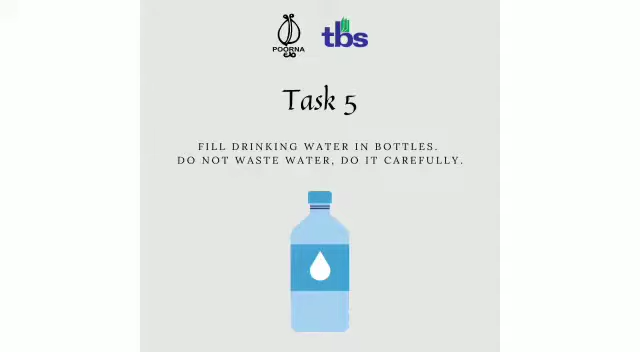 POORNA
tbs
Task 5
FILL DRINKING WATER IN BOTTLES.
DO NOT WASTE WATER, DO IT CAREFULLY.